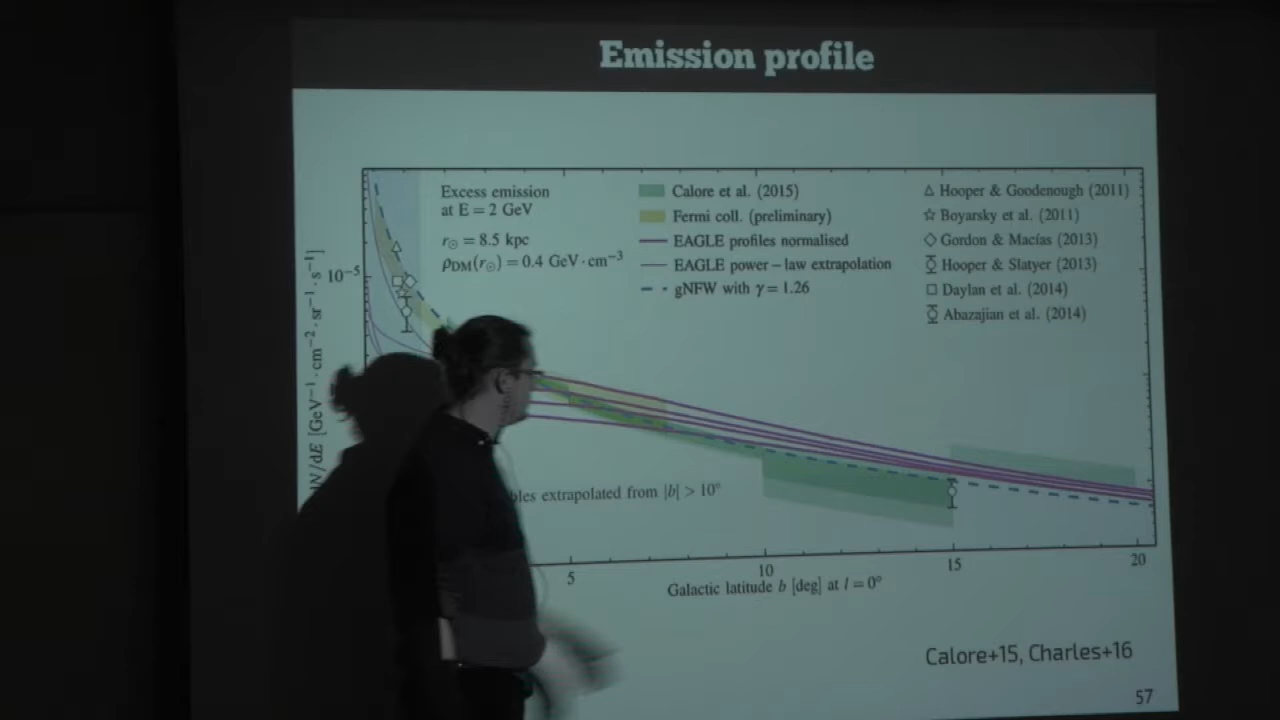 Emission profile
Excess emission
at E = 2 GeV
r⊙ = 8.5 kpc
ρDM(r⊙) = 0.4 GeV·cm⁻³
Calore et al. (2015)
Fermi coll. (preliminary)
EAGLE profiles normalised
EAGLE power – law extrapolation
gNFW with γ = 1.26
Hooper & Goodenough (2011)
Boyarsky et al. (2011)
Gordon & Macías (2013)
Hooper & Slatyer (2013)
Daylan et al. (2014)
Abazajian et al. (2014)
10⁻⁵
N/dE [GeV⁻¹·cm⁻²·sr⁻¹·s⁻¹]
extrapolated from |b| > 10°
5
10
15
20
Galactic latitude b [deg] at l = 0°
Calore+15, Charles+16
57